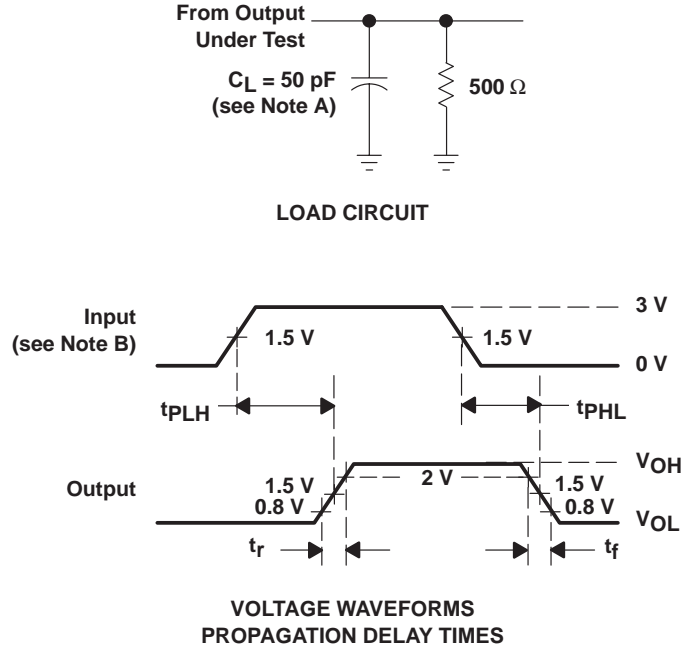 From Output
Under Test
CL = 50 pF
(see Note A)
500 Ω
LOAD CIRCUIT
Input
(see Note B)
1.5 V
1.5 V
3 V
0 V
tPLH
tPHL
Output
1.5 V
0.8 V
2 V
1.5 V
0.8 V
VOH
VOL
tr
tf
VOLTAGE WAVEFORMS
PROPAGATION DELAY TIMES